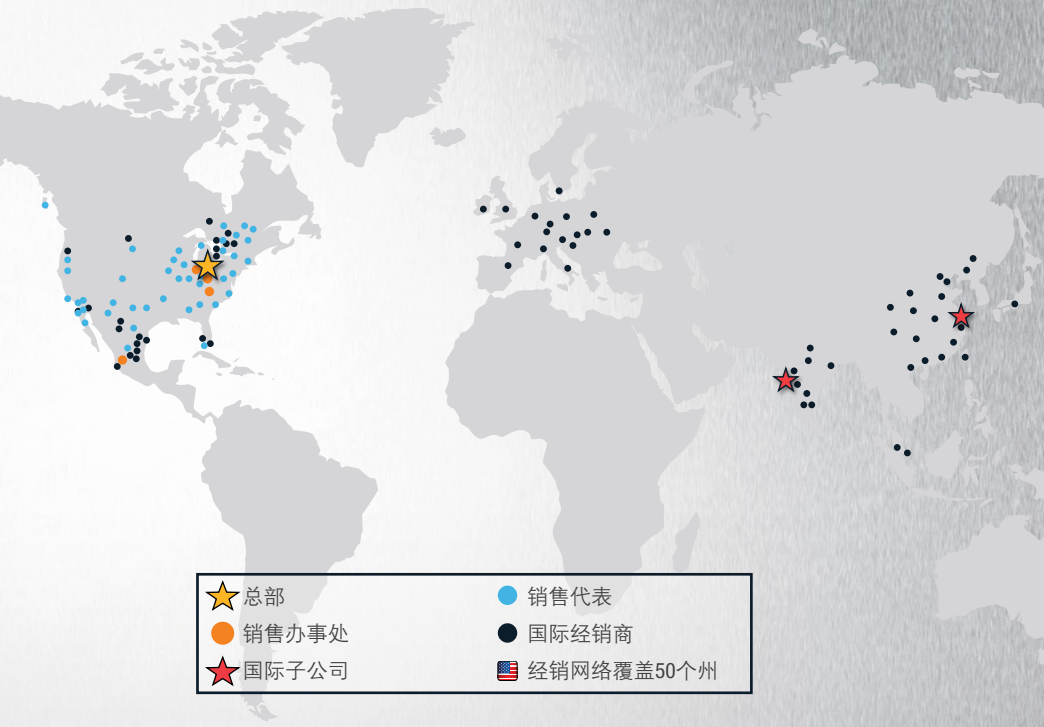 总部
销售代表
销售办事处
国际经销商
国际子公司
经销网络覆盖50个州